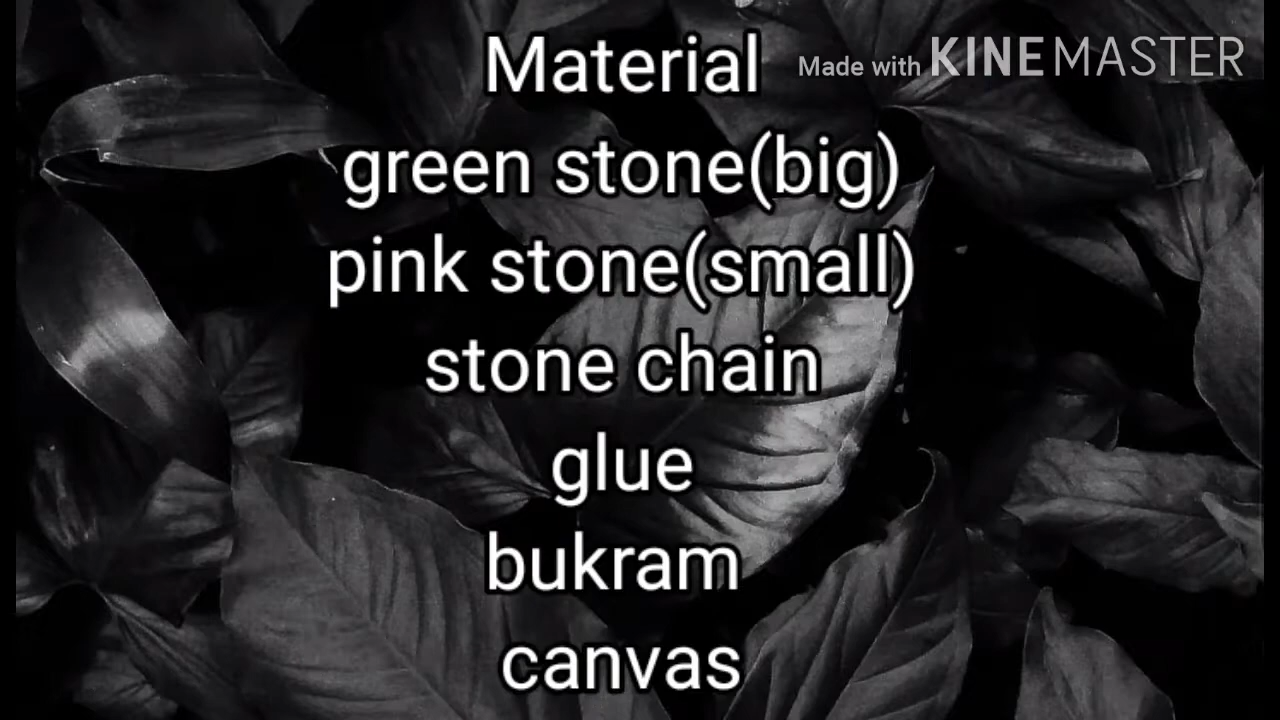 Material
Made with KINEMASTER
green stone(big)
pink stone(small)
stone chain
glue
bukram
canvas